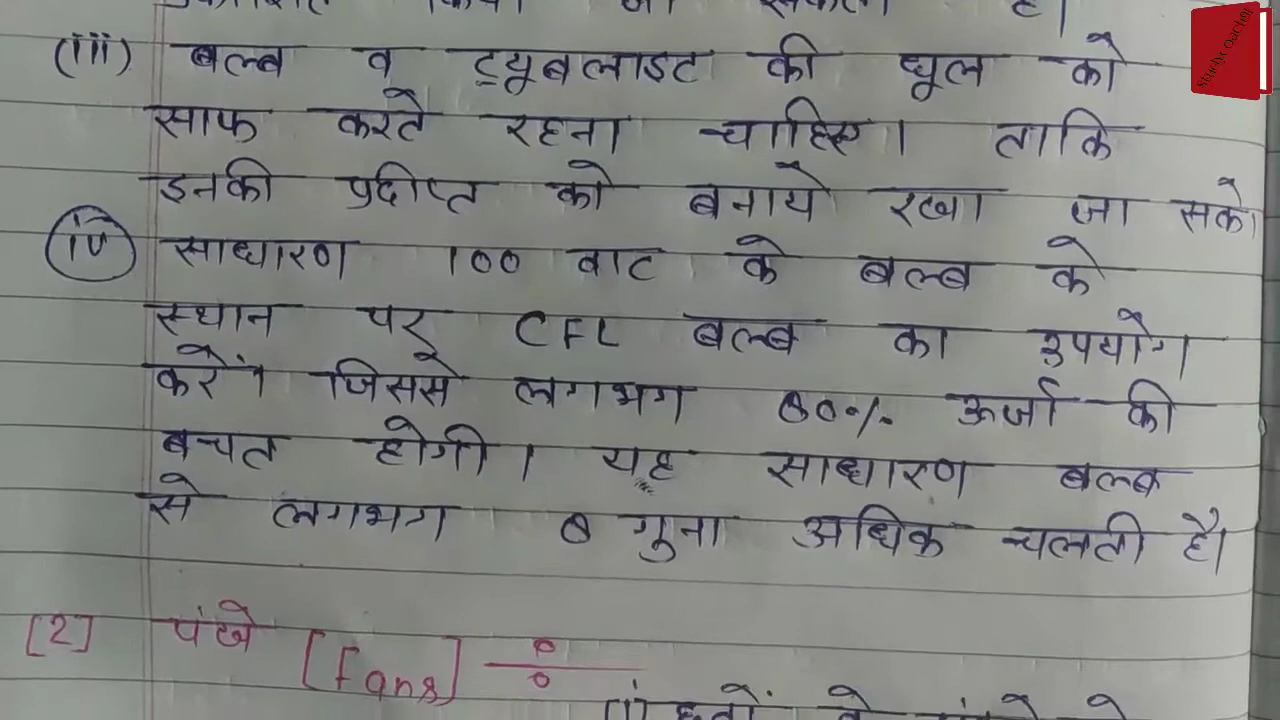 (iii) बल्ब व ट्यूबलाइट की धूल को
साफ करते रहना चाहिए। ताकि
इनकी प्रदीप्त को बनाये रखा जा सके।
(iv) साधारण 100 वाट के बल्ब के
स्थान पर CFL बल्ब का उपयोग
करें। जिससे लगभग 80% ऊर्जा की
बचत होगी। यह साधारण बल्ब
से लगभग 8 गुना अधिक चलती है।
[2] पंखे [Fans] ÷